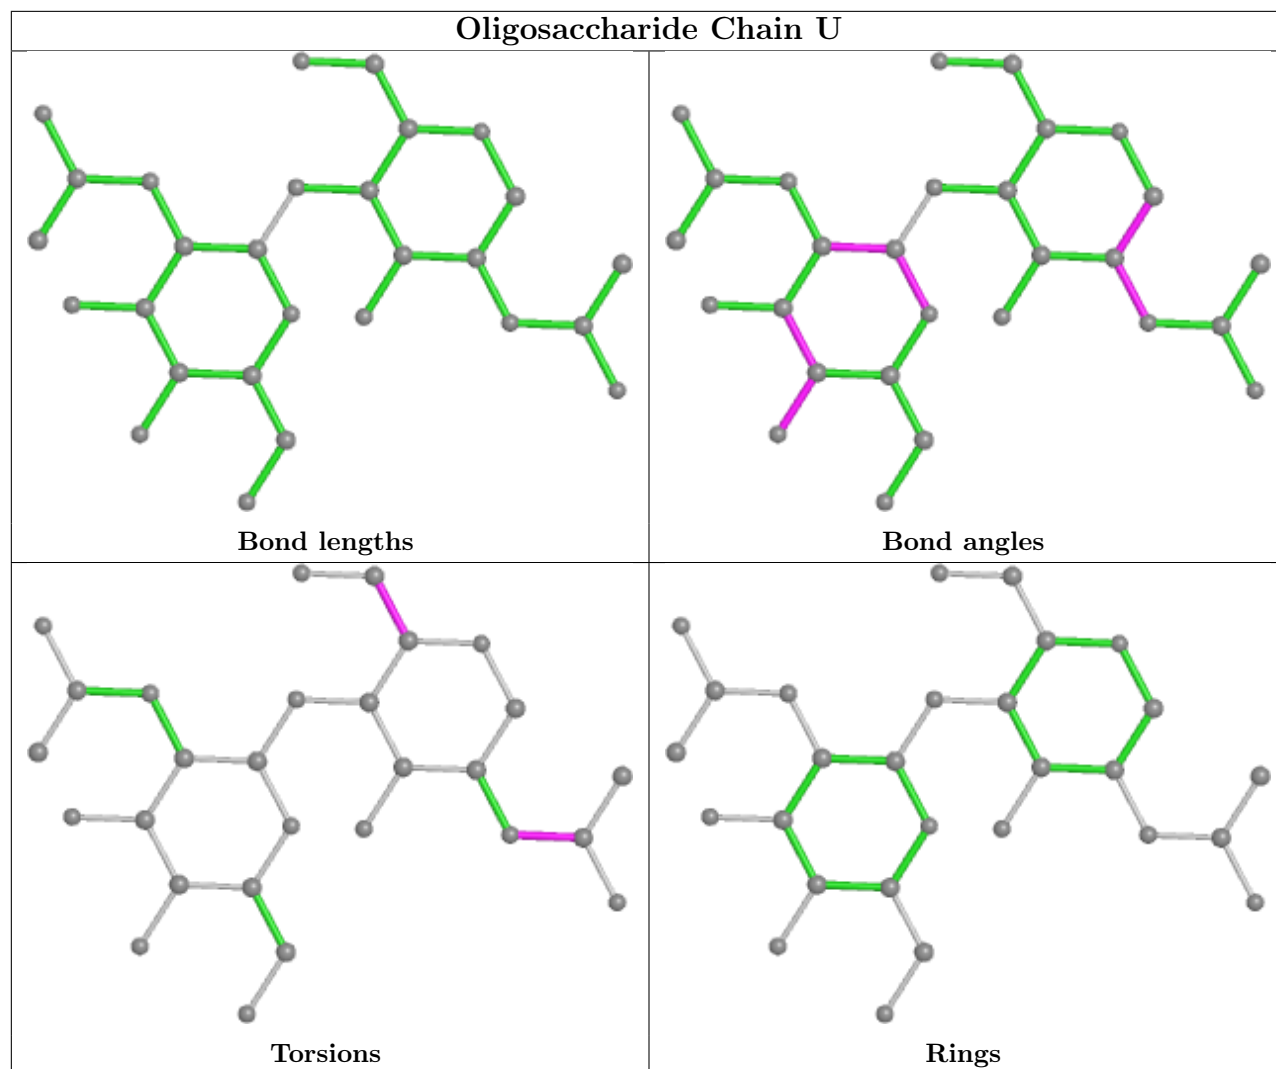 Oligosaccharide Chain U
Bond lengths
Bond angles
Torsions
Rings